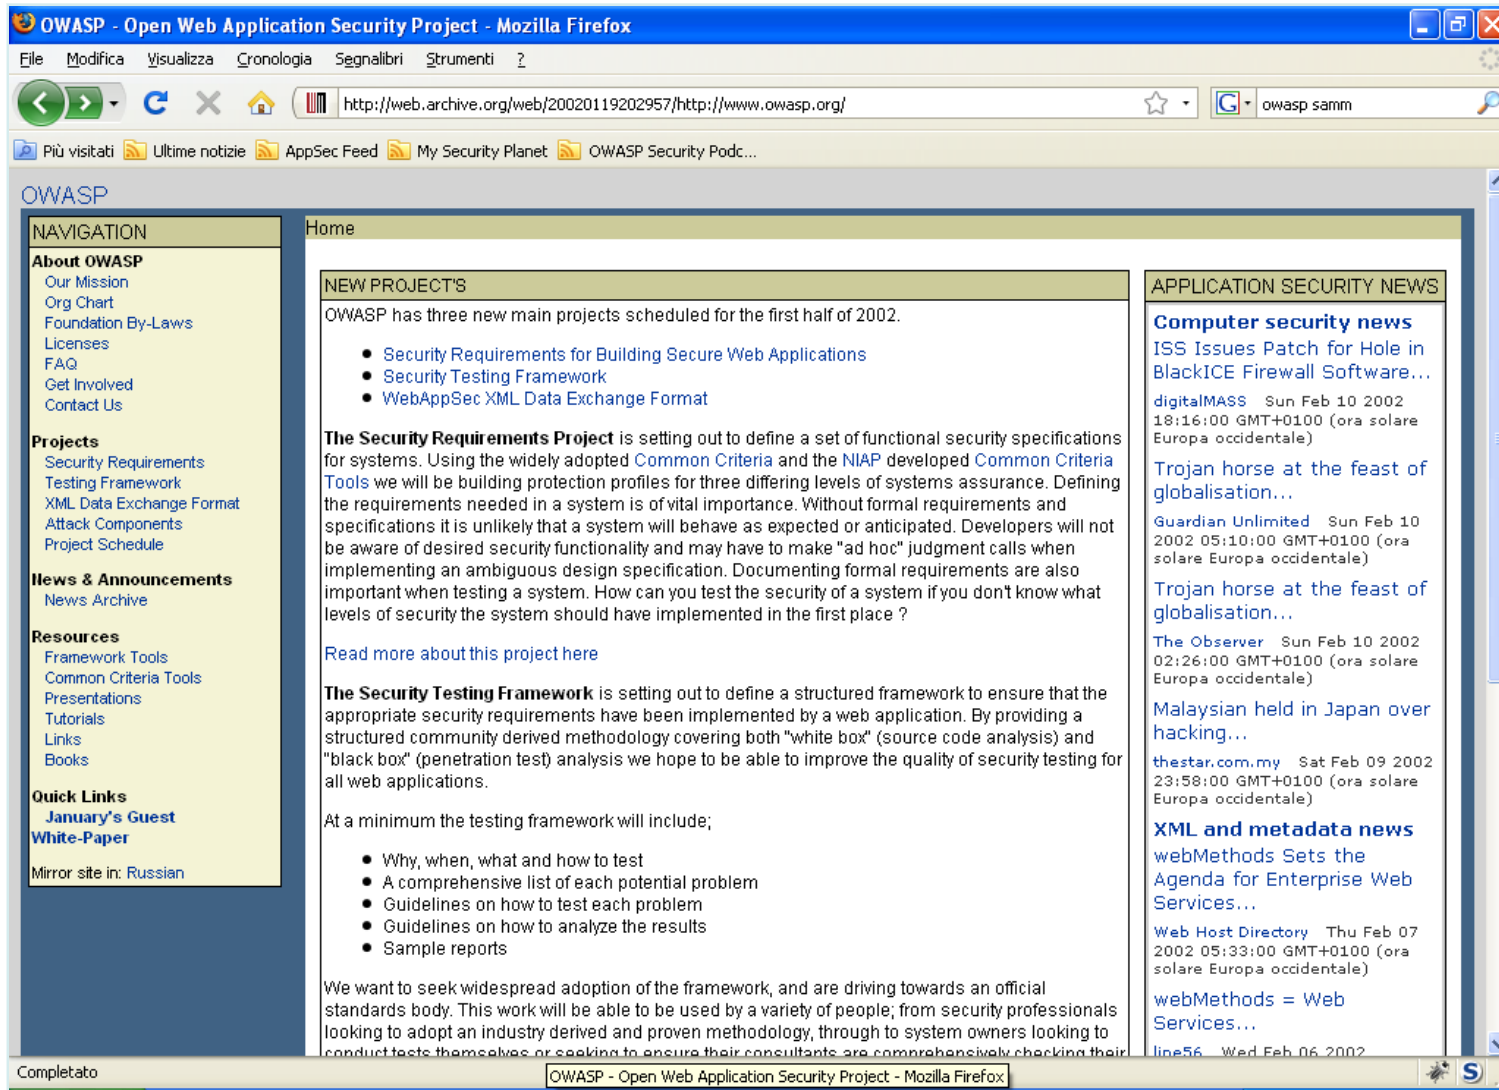 OWASP - Open Web Application Security Project - Mozilla Firefox
File Modifica Visualizza Cronologia Segnalibri Strumenti ?
http://web.archive.org/web/20020119202957/http://www.owasp.org/
owasp samm
Più visitati Ultime notizie AppSec Feed My Security Planet OWASP Security Podc...
OWASP
NAVIGATION
About OWASP
Our Mission
Org Chart
Foundation By-Laws
Licenses
FAQ
Get Involved
Contact Us
Projects
Security Requirements
Testing Framework
XML Data Exchange Format
Attack Components
Project Schedule
News & Announcements
News Archive
Resources
Framework Tools
Common Criteria Tools
Presentations
Tutorials
Links
Books
Quick Links
January's Guest
White-Paper
Mirror site in: Russian
Home
NEW PROJECT'S
OWASP has three new main projects scheduled for the first half of 2002.
Security Requirements for Building Secure Web Applications
Security Testing Framework
WebAppSec XML Data Exchange Format
The Security Requirements Project is setting out to define a set of functional security specifications
for systems. Using the widely adopted Common Criteria and the NIAP developed Common Criteria
Tools we will be building protection profiles for three differing levels of systems assurance. Defining
the requirements needed in a system is of vital importance. Without formal requirements and
specifications it is unlikely that a system will behave as expected or anticipated. Developers will not
be aware of desired security functionality and may have to make "ad hoc" judgment calls when
implementing an ambiguous design specification. Documenting formal requirements are also
important when testing a system. How can you test the security of a system if you don't know what
levels of security the system should have implemented in the first place ?
Read more about this project here
The Security Testing Framework is setting out to define a structured framework to ensure that the
appropriate security requirements have been implemented by a web application. By providing a
structured community derived methodology covering both "white box" (source code analysis) and
"black box" (penetration test) analysis we hope to be able to improve the quality of security testing for
all web applications.
At a minimum the testing framework will include;
Why, when, what and how to test
A comprehensive list of each potential problem
Guidelines on how to test each problem
Guidelines on how to analyze the results
Sample reports
We want to seek widespread adoption of the framework, and are driving towards an official
standards body. This work will be able to be used by a variety of people; from security professionals
looking to adopt an industry derived and proven methodology, through to system owners looking to
conduct tests themselves or seeking to ensure their consultants are comprehensively checking their
APPLICATION SECURITY NEWS
Computer security news
ISS Issues Patch for Hole in
BlackICE Firewall Software...
digitalMASS Sun Feb 10 2002
18:16:00 GMT+0100 (ora solare
Europa occidentale)
Trojan horse at the feast of
globalisation...
Guardian Unlimited Sun Feb 10
2002 05:10:00 GMT+0100 (ora
solare Europa occidentale)
Trojan horse at the feast of
globalisation...
The Observer Sun Feb 10 2002
02:26:00 GMT+0100 (ora solare
Europa occidentale)
Malaysian held in Japan over
hacking...
thestar.com.my Sat Feb 09 2002
23:58:00 GMT+0100 (ora solare
Europa occidentale)
XML and metadata news
webMethods Sets the
Agenda for Enterprise Web
Services...
Web Host Directory Thu Feb 07
2002 05:33:00 GMT+0100 (ora
solare Europa occidentale)
webMethods = Web
Services...
line56 Wed Feb 06 2002
Completato
OWASP - Open Web Application Security Project - Mozilla Firefox